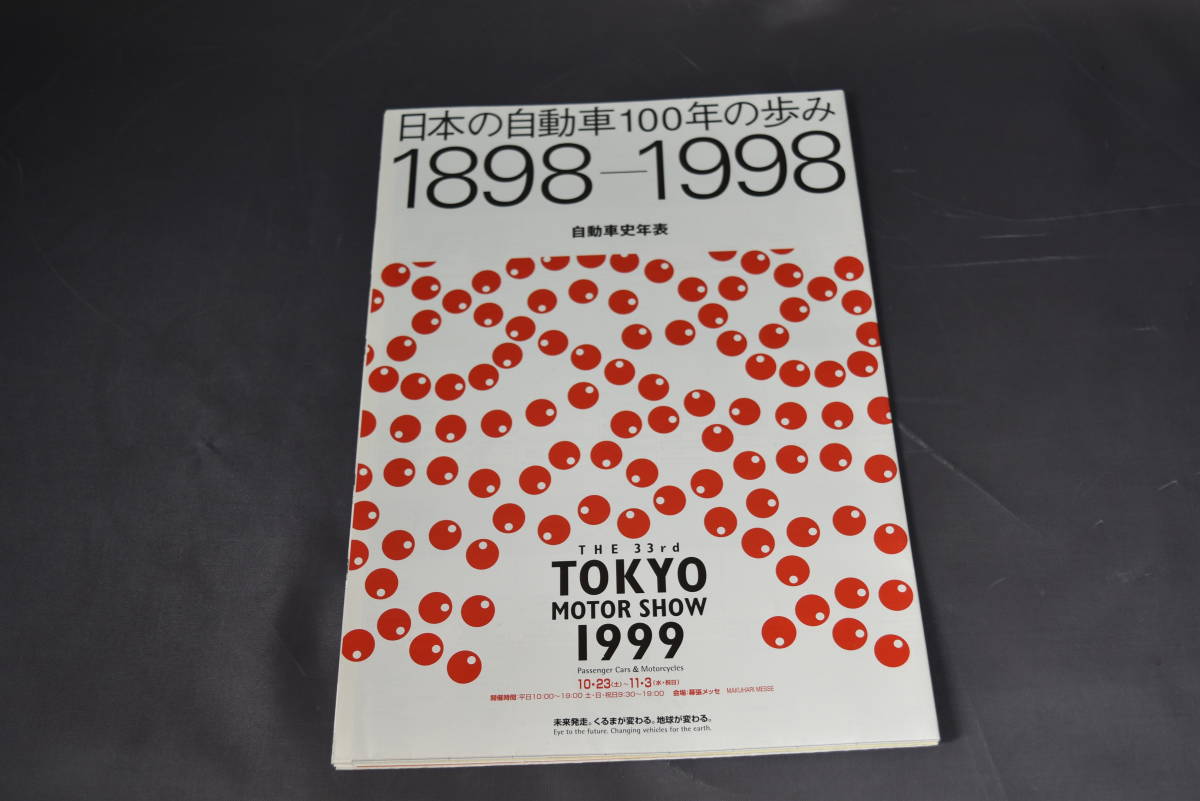 日本の自動車100年の歩み
1898—1998
自動車史年表
THE 33rd
TOKYO
MOTOR SHOW
1999
Passenger Cars & Motorcycles
10・23(土)〜11・3(水・祝日)
開催時間:平日10:00〜19:00 土・日・祝日9:30〜19:00 会場:幕張メッセ MAKUHARI MESSE
未来発走。くるまが変わる。地球が変わる。
Eye to the future. Changing vehicles for the earth.